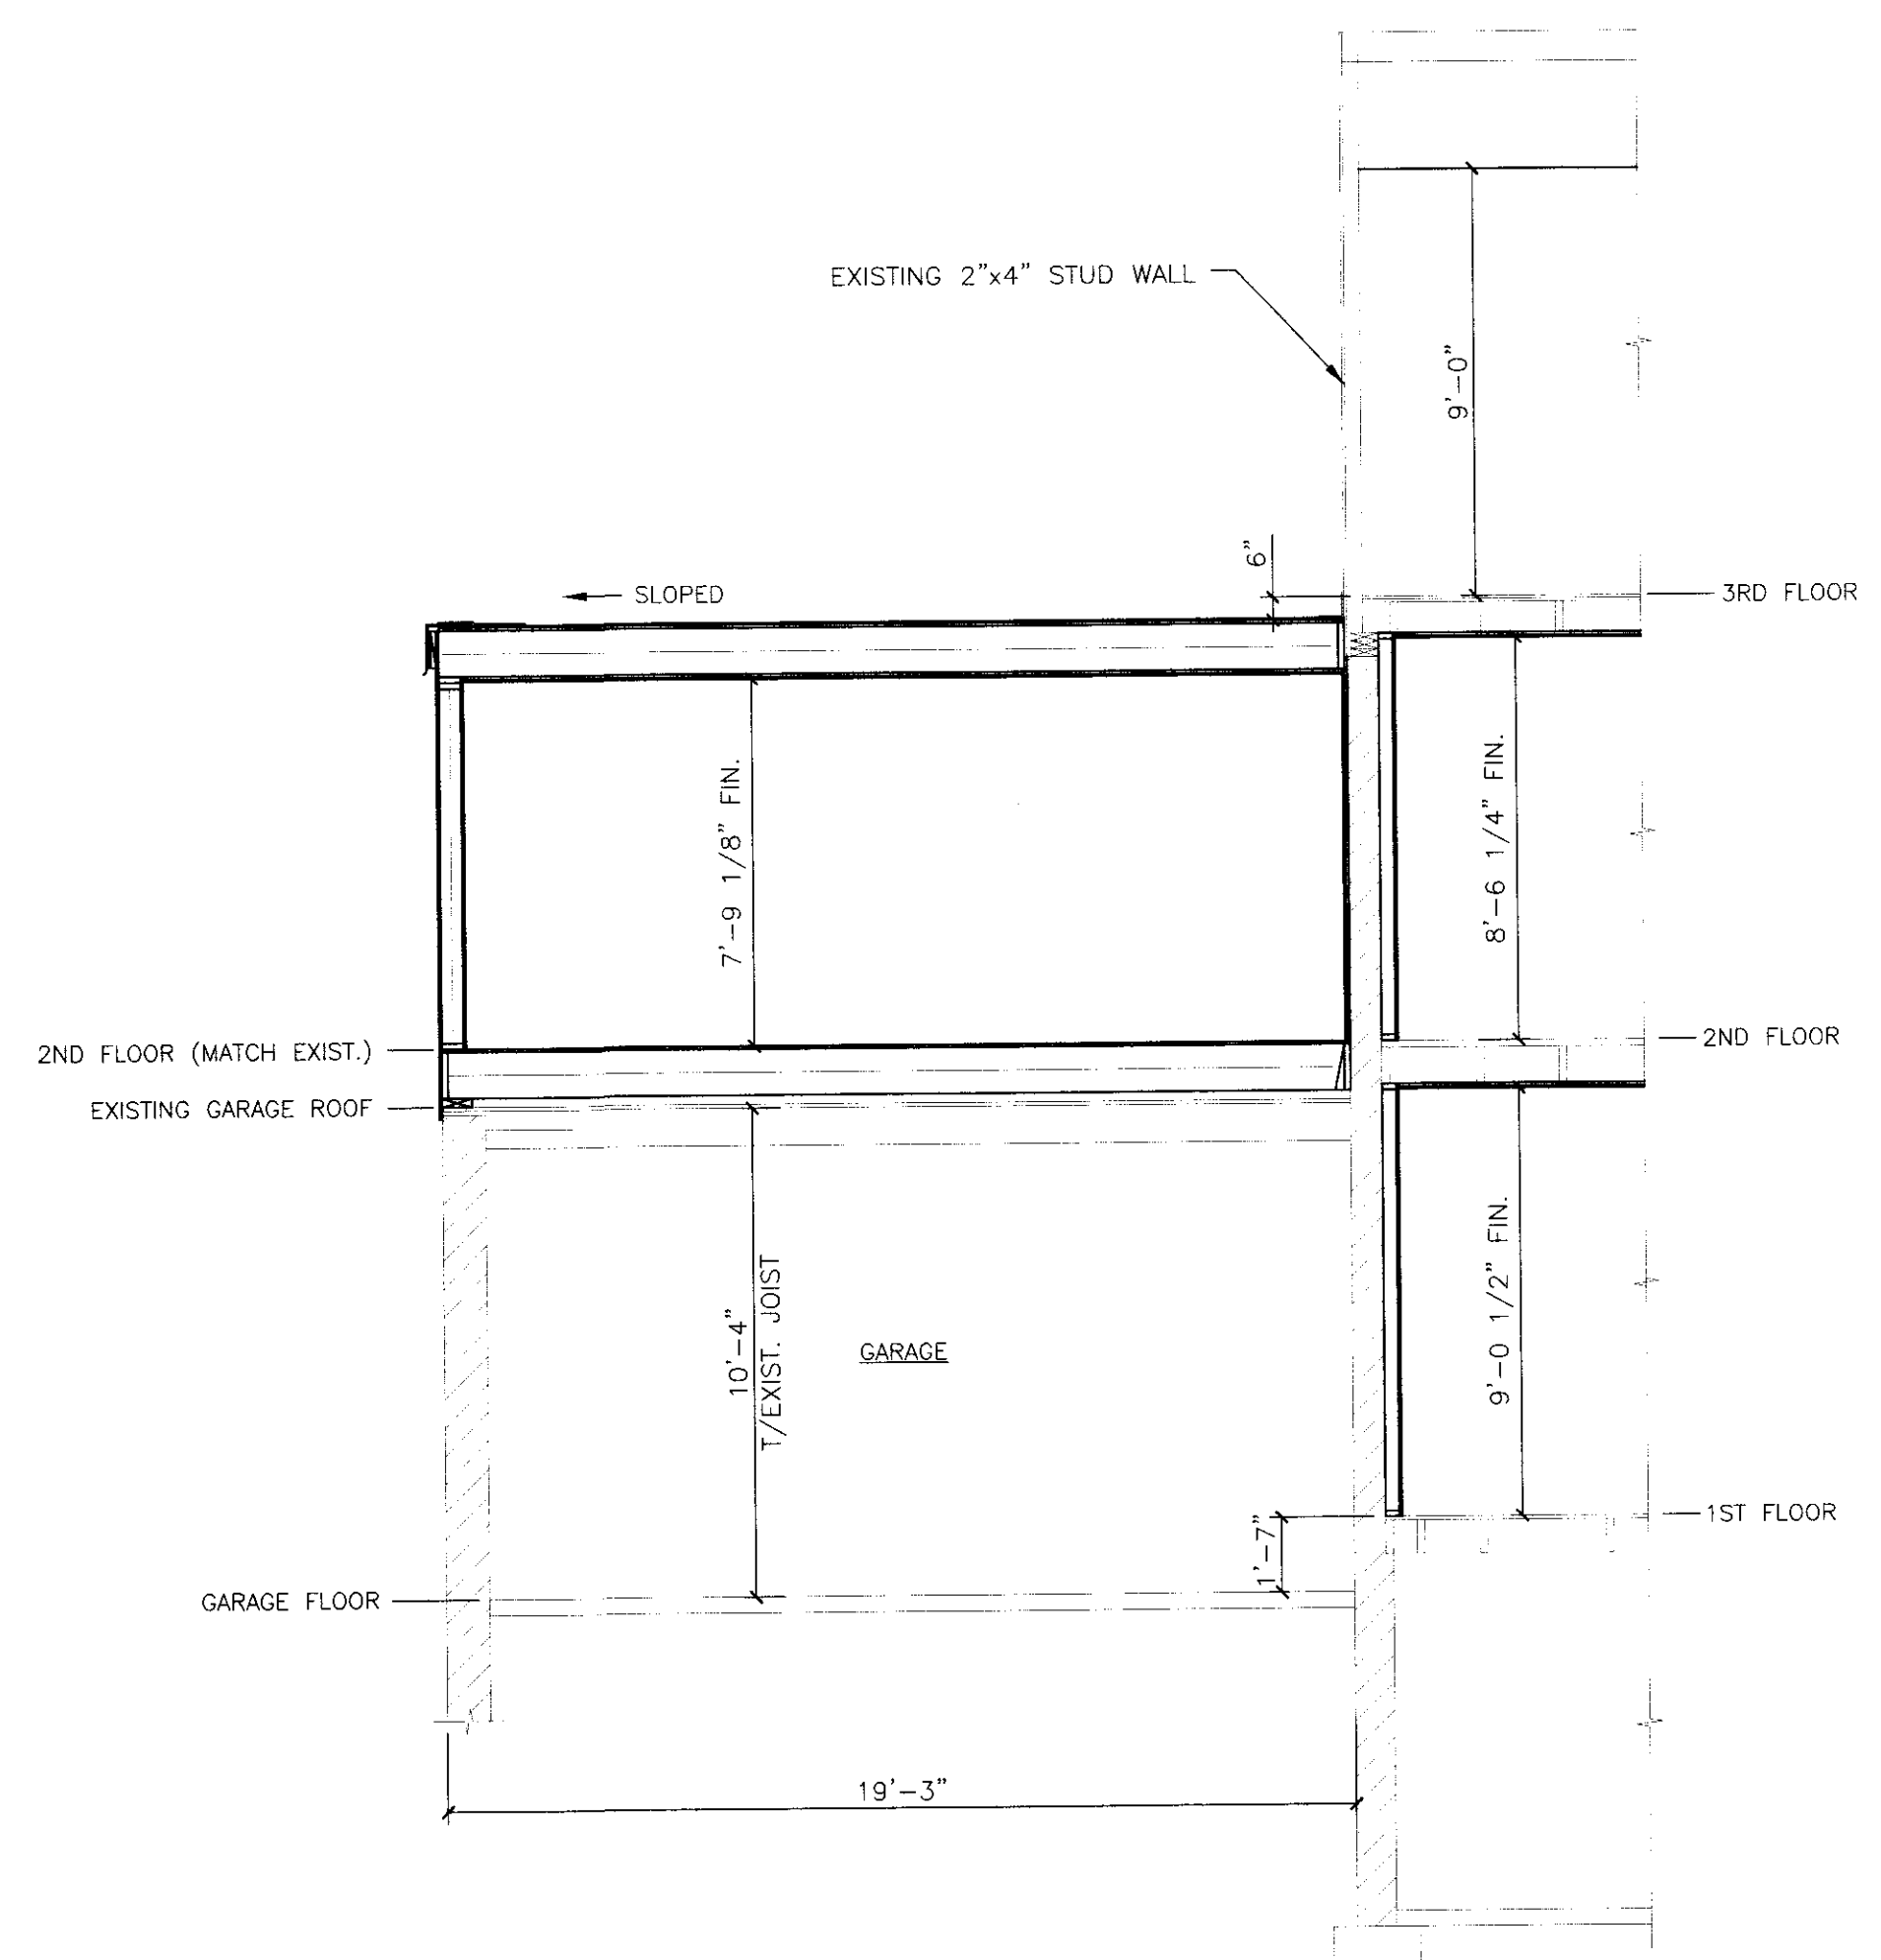 EXISTING 2"x4" STUD WALL
9'-0"
6"
SLOPED
3RD FLOOR
7'-9 1/8" FIN.
8'-6 1/4" FIN.
2ND FLOOR (MATCH EXIST.)
2ND FLOOR
EXISTING GARAGE ROOF
10'-4"
T/EXIST. JOIST
GARAGE
9'-0 1/2" FIN.
1'-7"
1ST FLOOR
GARAGE FLOOR
19'-3"